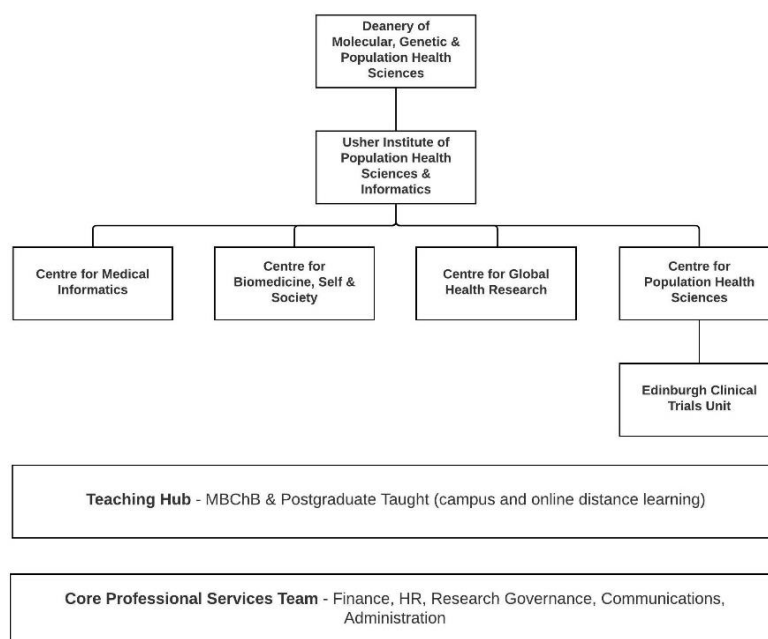 Deanery of
Molecular, Genetic &
Population Health
Sciences
Usher Institute of
Population Health
Sciences &
Informatics
Centre for Medical
Informatics
Centre for
Biomedicine, Self &
Society
Centre for Global
Health Research
Centre for
Population Health
Sciences
Edinburgh Clinical
Trials Unit
Teaching Hub - MBChB & Postgraduate Taught (campus and online distance learning)
Core Professional Services Team - Finance, HR, Research Governance, Communications,
Administration